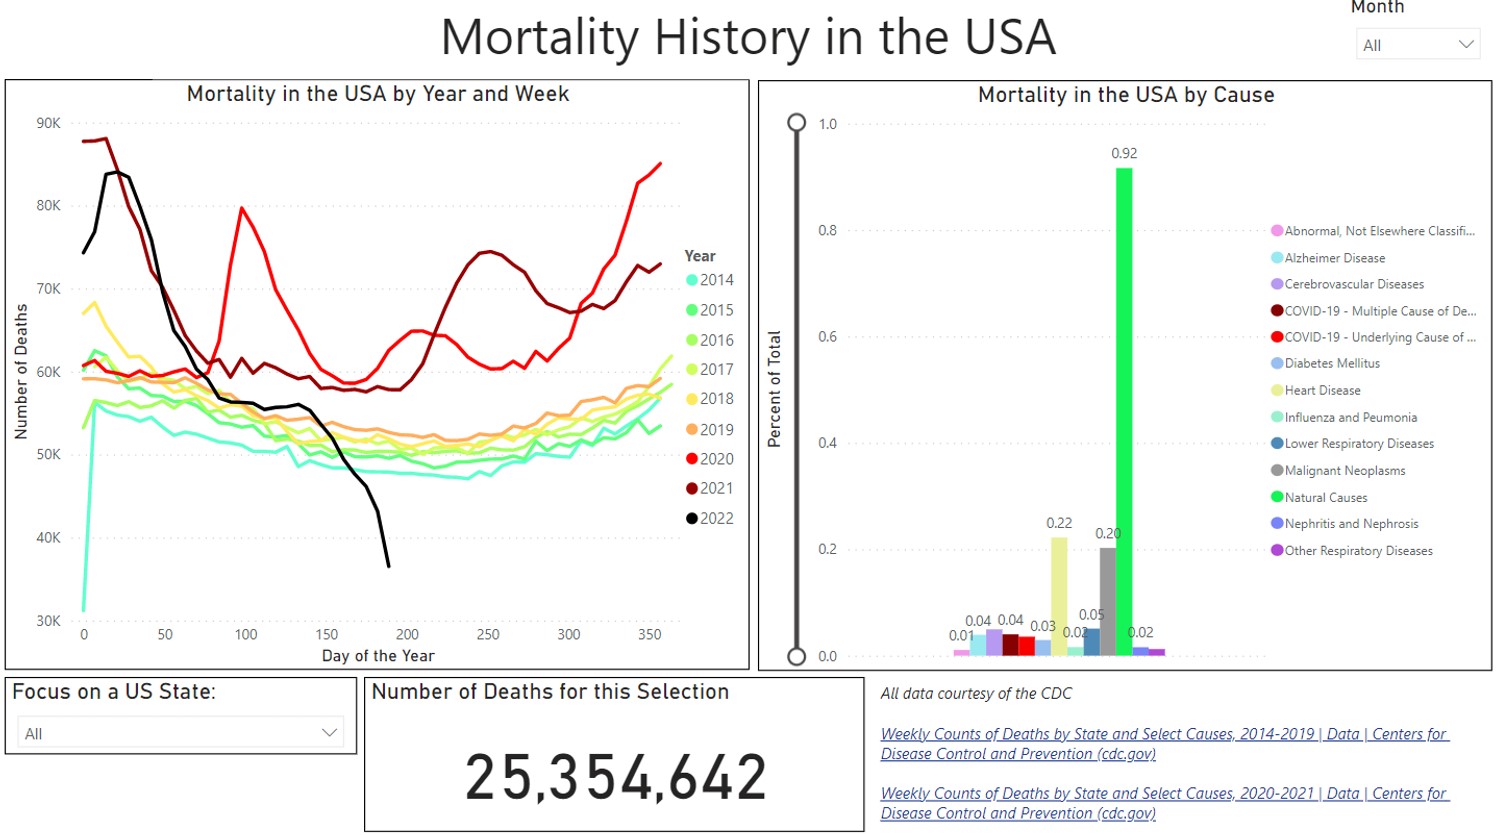 Mortality History in the USA
Month
All
Mortality in the USA by Year and Week
Number of Deaths
90K
80K
70K
60K
50K
40K
30K
0 50 100 150 200 250 300 350
Day of the Year
Year
2014
2015
2016
2017
2018
2019
2020
2021
2022
Mortality in the USA by Cause
Percent of Total
1.0
0.8
0.6
0.4
0.2
0.0
0.01
0.04
0.04
0.03
0.22
0.02
0.05
0.20
0.92
0.02
Abnormal, Not Elsewhere Classifi...
Alzheimer Disease
Cerebrovascular Diseases
COVID-19 - Multiple Cause of De...
COVID-19 - Underlying Cause of ...
Diabetes Mellitus
Heart Disease
Influenza and Peumonia
Lower Respiratory Diseases
Malignant Neoplasms
Natural Causes
Nephritis and Nephrosis
Other Respiratory Diseases
Focus on a US State:
All
Number of Deaths for this Selection
25,354,642
All data courtesy of the CDC
Weekly Counts of Deaths by State and Select Causes, 2014-2019 | Data | Centers for
Disease Control and Prevention (cdc.gov)
Weekly Counts of Deaths by State and Select Causes, 2020-2021 | Data | Centers for
Disease Control and Prevention (cdc.gov)